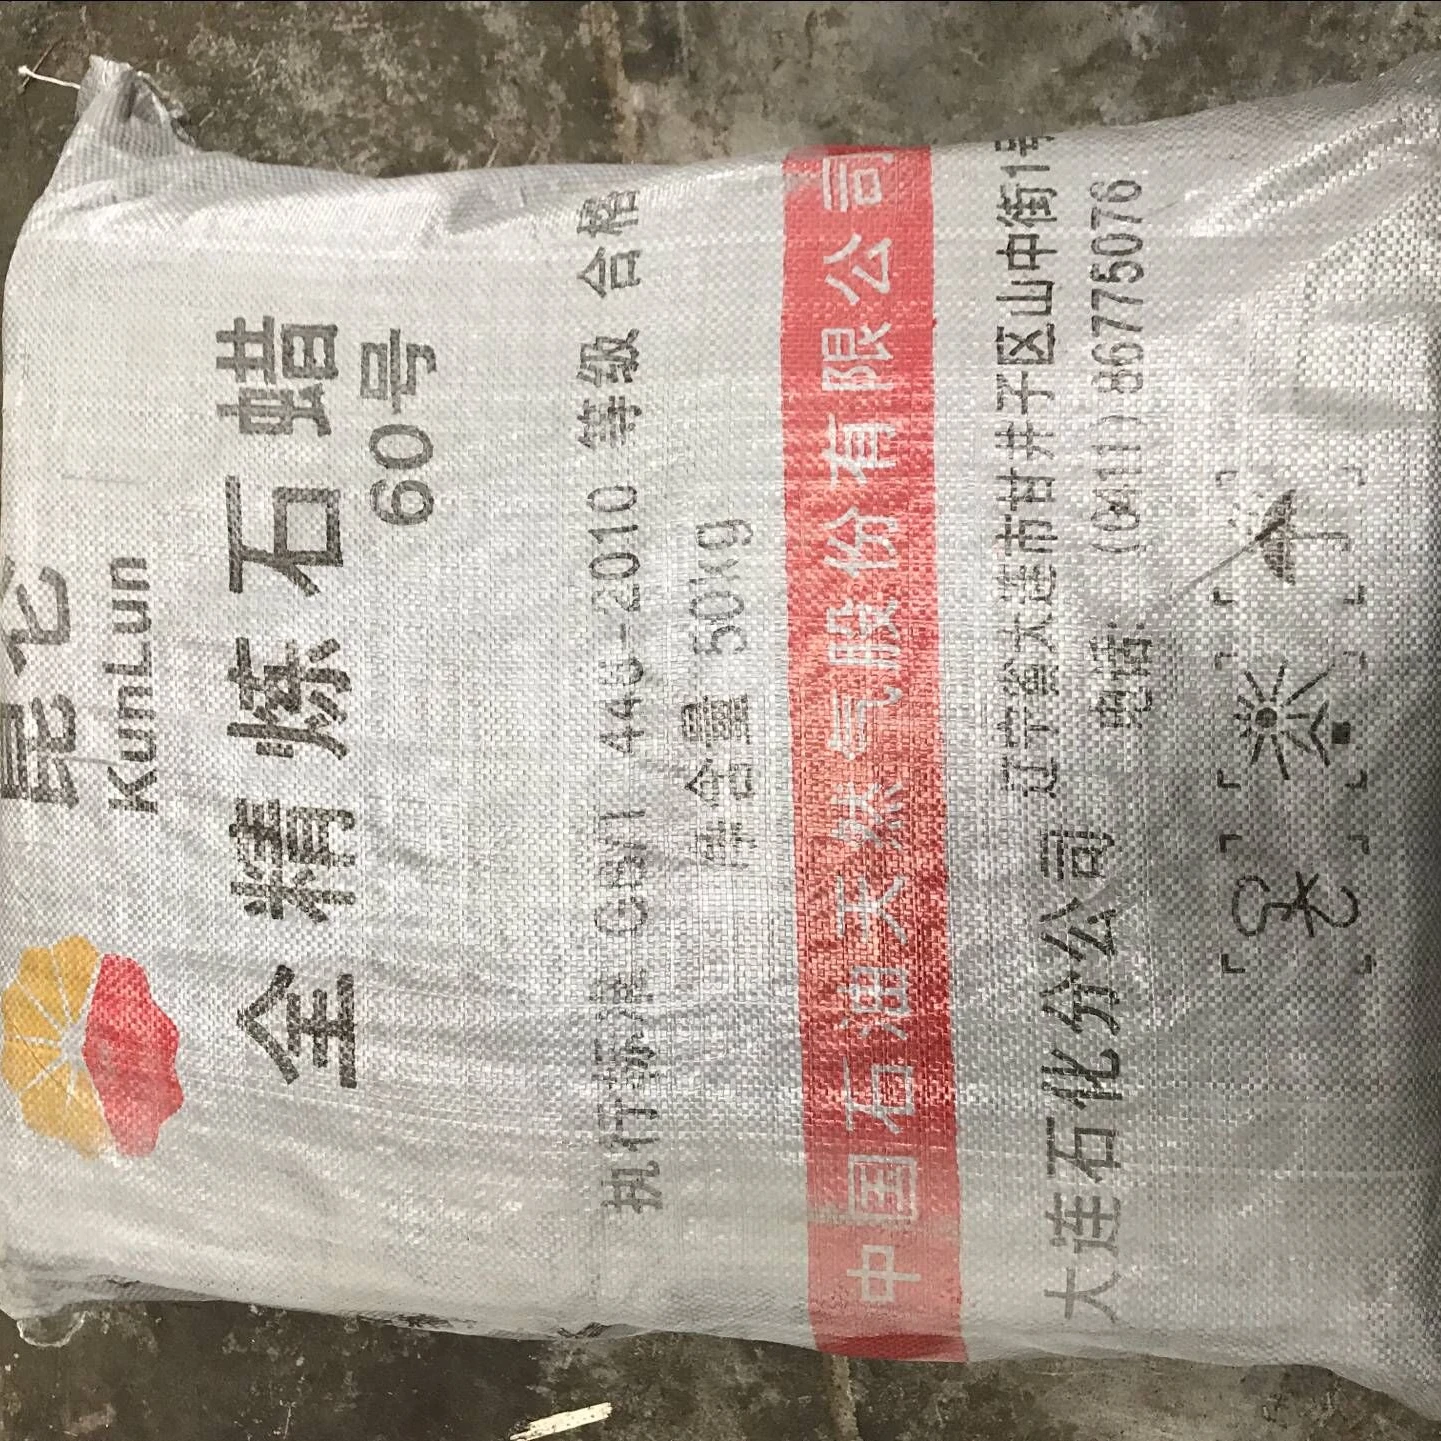 昆仑
KunLun
全精炼石蜡
60号
执行标准 GB/T 446-2010 等级 合格
净含量 50kg
中国石油天然气股份有限公司
大连石化分公司
辽宁省大连市甘井子区山中街1号
电话: (0411) 86775076